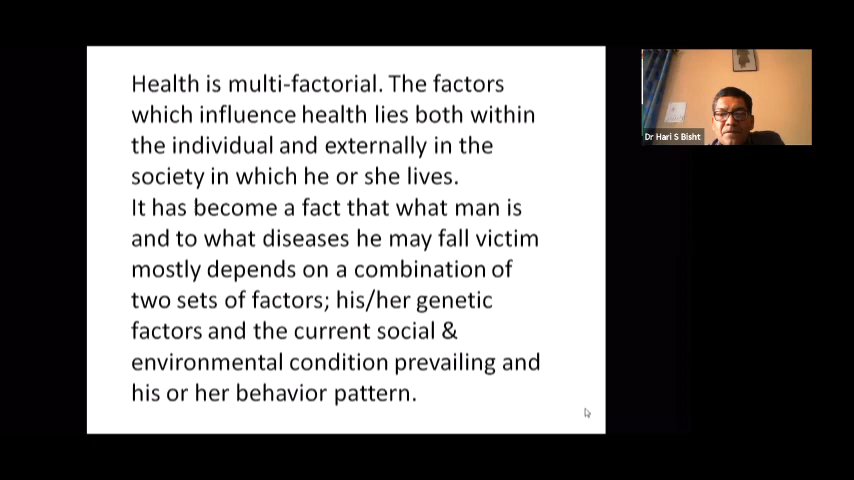 Health is multi-factorial. The factors
which influence health lies both within
the individual and externally in the
society in which he or she lives.
It has become a fact that what man is
and to what diseases he may fall victim
mostly depends on a combination of
two sets of factors; his/her genetic
factors and the current social &
environmental condition prevailing and
his or her behavior pattern.
Dr Hari S Bisht